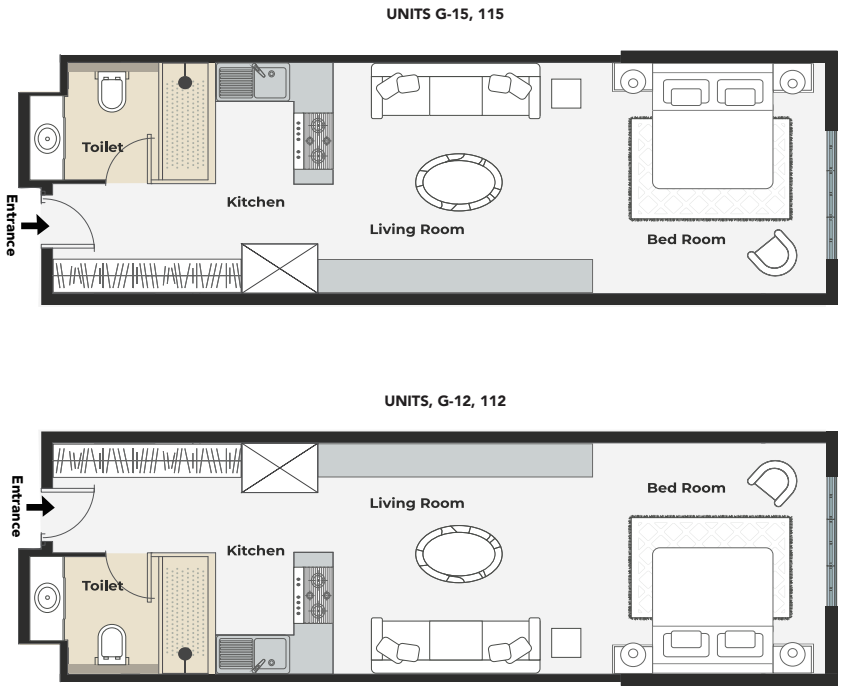 UNITS G-15, 115
Toilet
Entrance
Kitchen
Living Room
Bed Room
UNITS, G-12, 112
Entrance
Living Room
Bed Room
Kitchen
Toilet